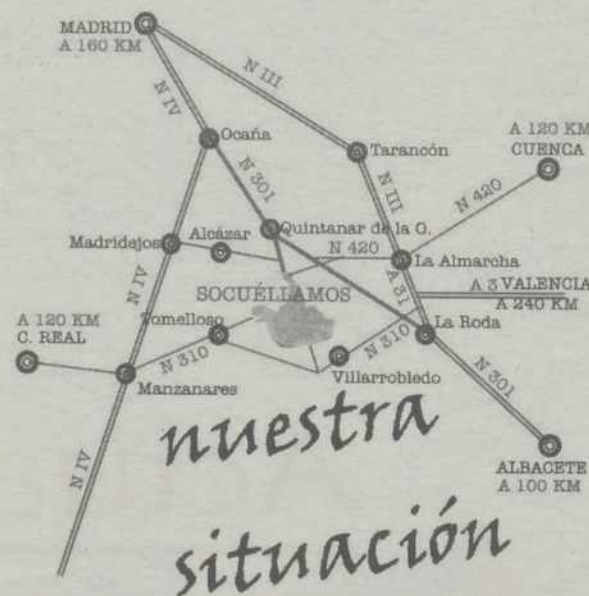 MADRID
A 160 KM
N III
N IV
Ocaña
Tarancón
A 120 KM
CUENCA
N 301
N III
N 420
Quintanar de la O.
Alcázar
Madridejos
N 420
La Almarcha
N IV
A 31
A 3 VALENCIA
A 240 KM
SOCUÉLLAMOS
A 120 KM
C. REAL
Tomelloso
N 310
N 310
La Roda
Villarrobledo
Manzanares
N 301
N IV
ALBACETE
A 100 KM
nuestra
situación